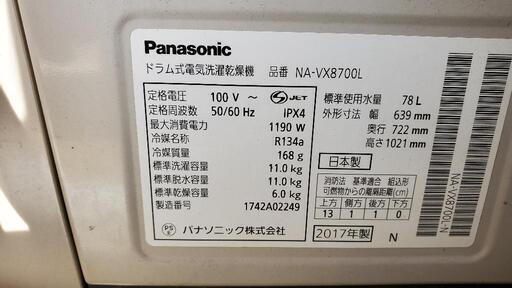 Panasonic
ドラム式電気洗濯乾燥機 品番 NA-VX8700L
定格電圧 100 V ～ S JET
定格周波数 50/60 Hz IPX4
最大消費電力 1190 W
冷媒名称 R134a
冷媒質量 168 g
標準洗濯容量 11.0 kg
標準脱水容量 11.0 kg
標準乾燥容量 6.0 kg
製造番号 1742A02249
PS E パナソニック株式会社
標準使用水量 78 L
外形寸法 幅 639 mm
奥行 722 mm
高さ 1021 mm
日本製
消防法 基準適合 組込形
可燃物からの離隔距離(cm)
上方 側方 後方 下方
13 1 1 0
2017年製 N
NA-VX8700L-N